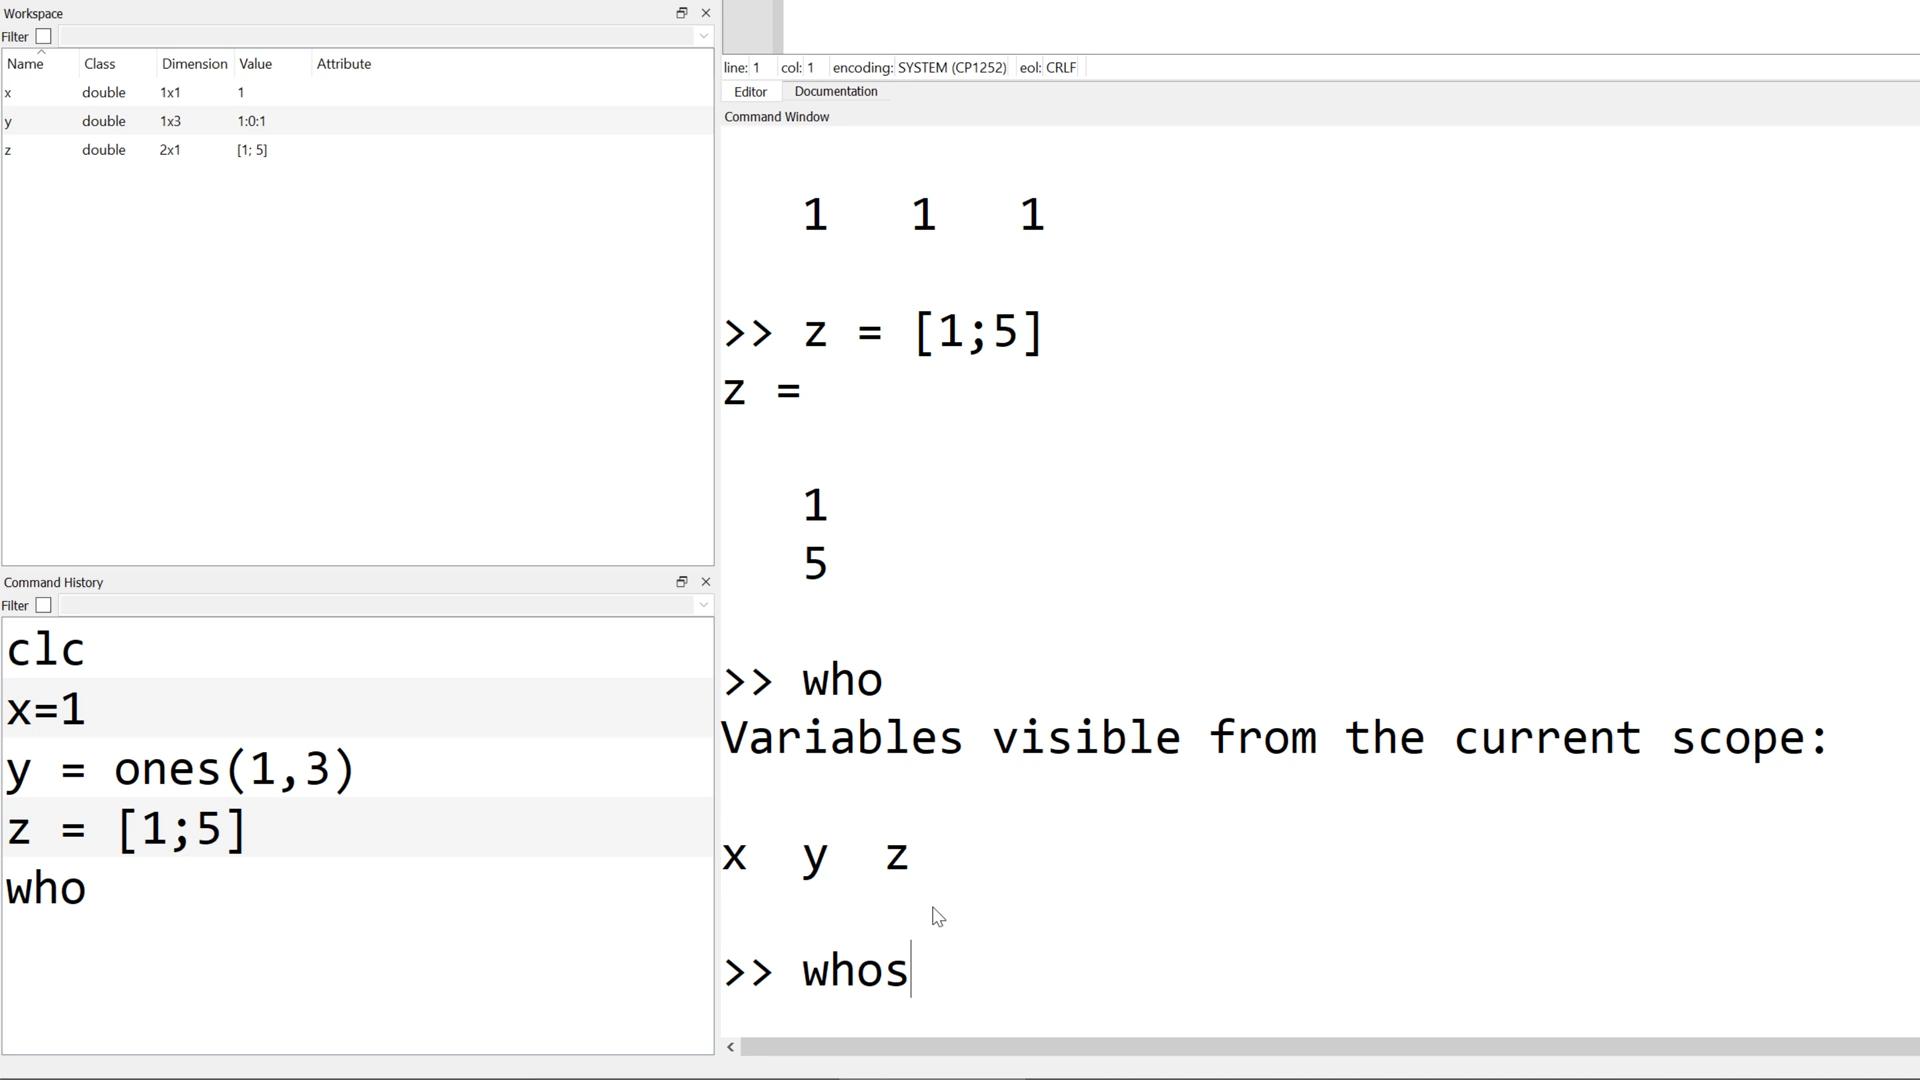 Workspace
Filter
Name Class Dimension Value Attribute
x double 1x1 1
y double 1x3 1:0:1
z double 2x1 [1; 5]
Command History
Filter
clc
x=1
y = ones(1,3)
z = [1;5]
who
line: 1 col: 1 encoding: SYSTEM (CP1252) eol: CRLF
Editor Documentation
Command Window
1 1 1
>> z = [1;5]
z =
1
5
>> who
Variables visible from the current scope:
x y z
>> whos